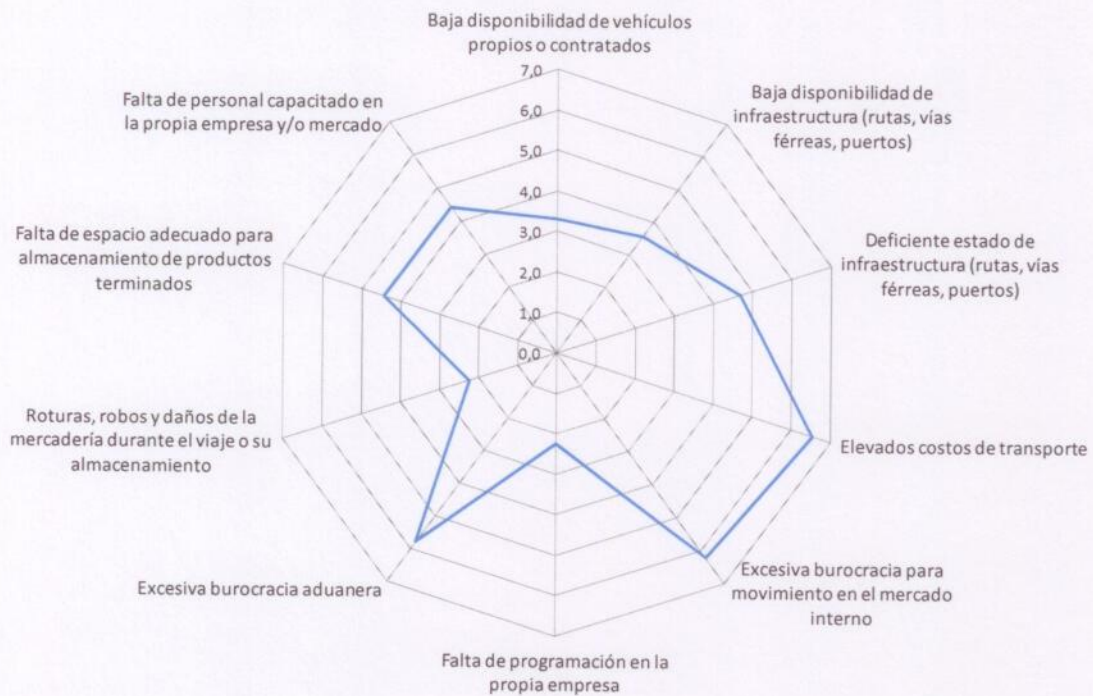 Baja disponibilidad de vehículos
propios o contratados
7,0
6,0
5,0
4,0
3,0
2,0
1,0
0,0
Baja disponibilidad de
infraestructura (rutas, vías
férreas, puertos)
Deficiente estado de
infraestructura (rutas, vías
férreas, puertos)
Elevados costos de transporte
Excesiva burocracia para
movimiento en el mercado
interno
Falta de programación en la
propia empresa
Excesiva burocracia aduanera
Roturas, robos y daños de la
mercadería durante el viaje o su
almacenamiento
Falta de espacio adecuado para
almacenamiento de productos
terminados
Falta de personal capacitado en
la propia empresa y/o mercado